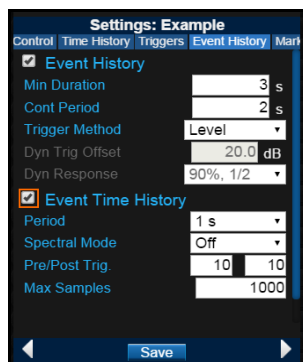 Settings: Example
Control Time History Triggers Event History Mark
Event History
Min Duration 3 s
Cont Period 2 s
Trigger Method Level
Dyn Trig Offset 20.0 dB
Dyn Response 90%, 1/2
Event Time History
Period 1 s
Spectral Mode Off
Pre/Post Trig. 10 10
Max Samples 1000
Save